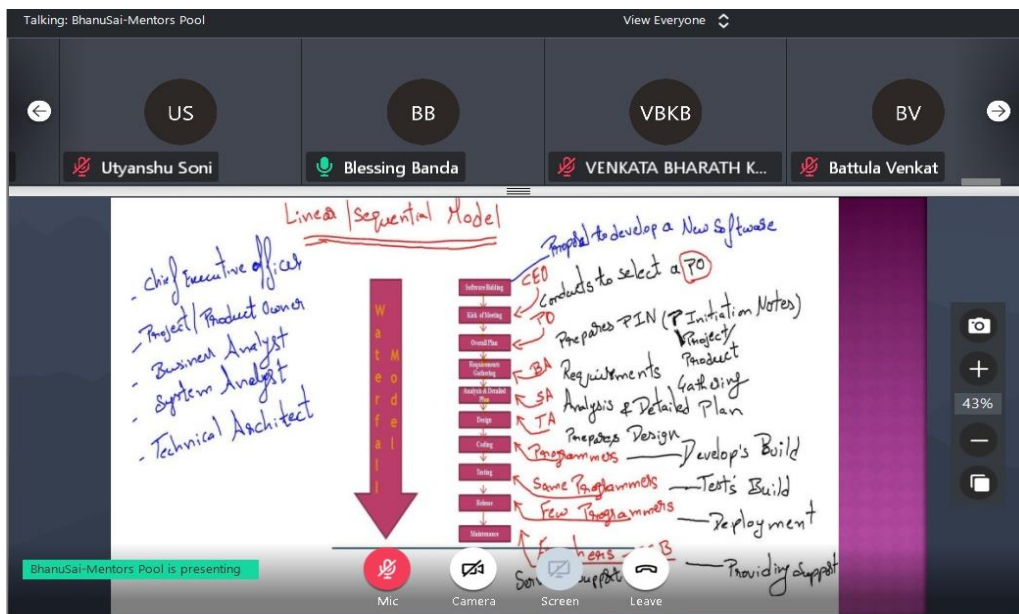 Talking: BhanuSai-Mentors Pool
View Everyone
US
BB
VBKB
BV
Utyanshu Soni
Blessing Banda
VENKATA BHARATH K...
Battula Venkat
Linear/Sequential Model
- Chief Executive officer
- Project/Product Owner
- Business Analyst
- System Analyst
- Technical Architect
Waterfall
Model
Software Bidding
Proposal to develop a New Software
Kick of Meeting
CEO
Conducts to select a PO
Overall Plan
PO
Prepares PIN (P Initiation Notes)
Project/
Product
Requirements Gathering
BA
Requirements Gathering
Analysis & Detailed Plan
SA
Analysis & Detailed Plan
Design
TA
Prepares Design
Coding
Programmers
Develop's Build
Testing
Same Programmers
Test's Build
Release
Few Programmers
Deployment
Maintenance
Providing Support
43%
BhanuSai-Mentors Pool is presenting
Mic
Camera
Screen
Leave